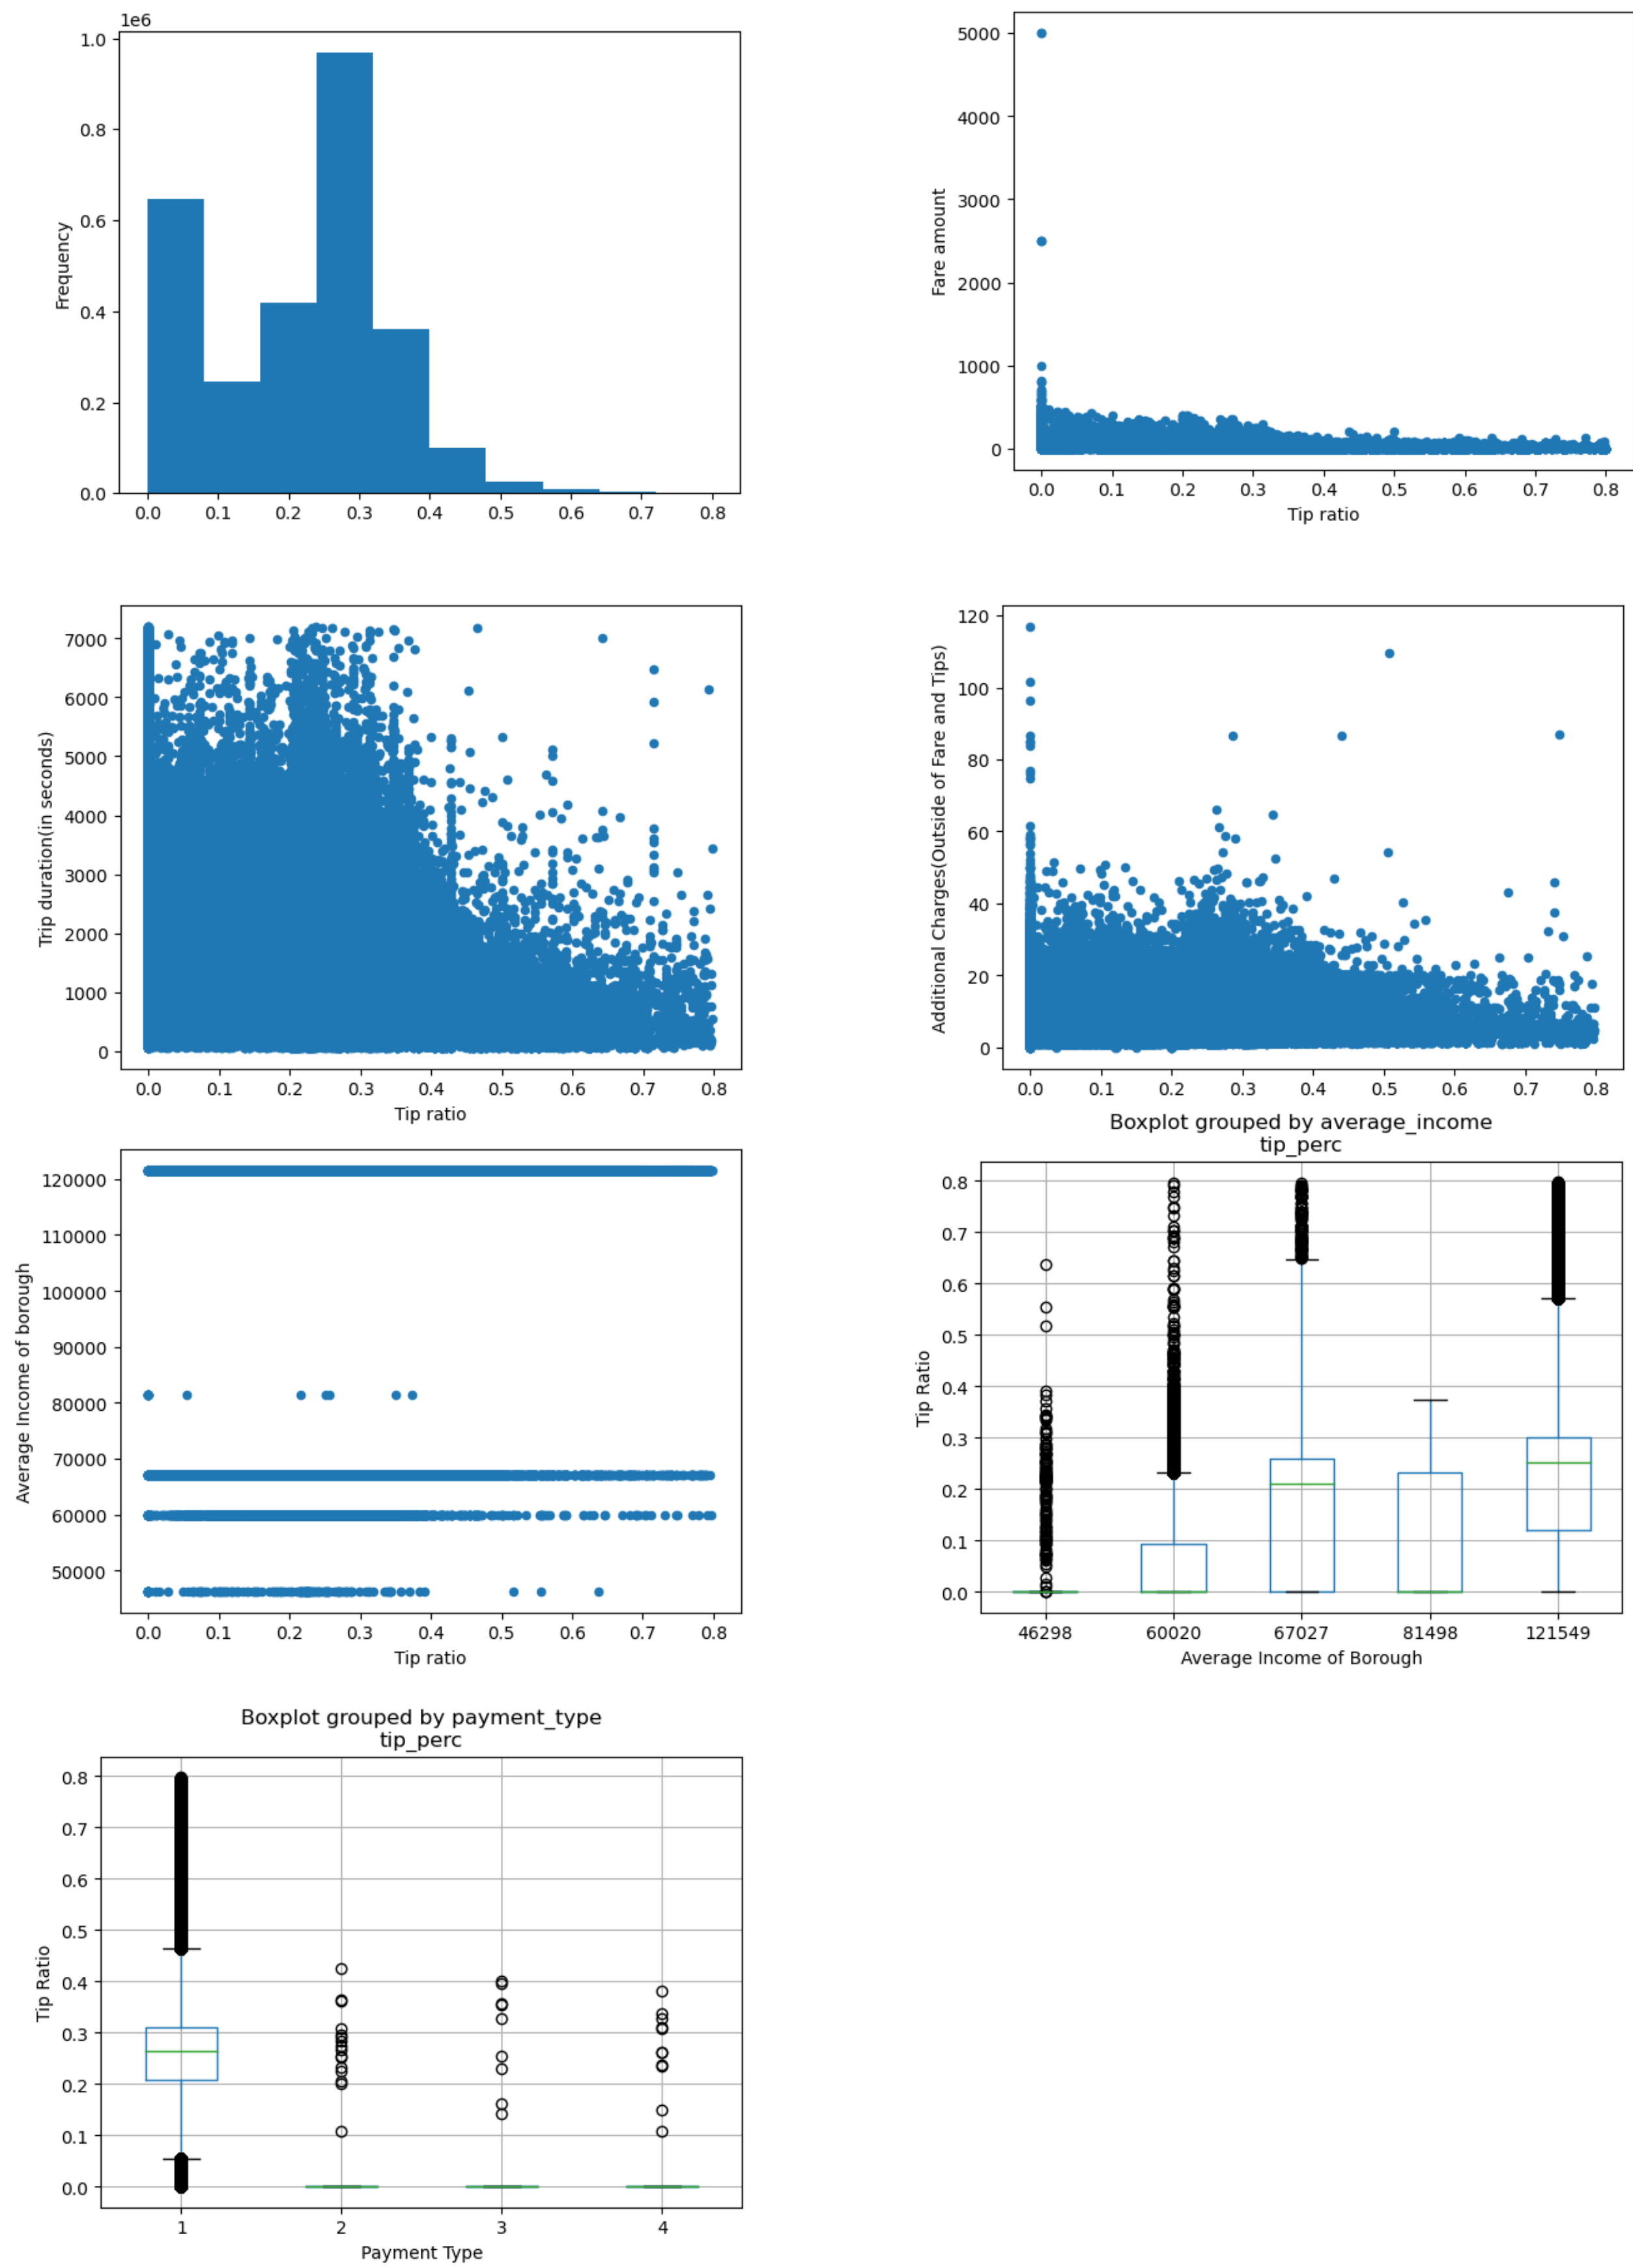 1e6
1.0
0.8
0.6
0.4
0.2
0.0
Frequency
0.0 0.1 0.2 0.3 0.4 0.5 0.6 0.7 0.8
5000
4000
3000
2000
1000
0
Fare amount
0.0 0.1 0.2 0.3 0.4 0.5 0.6 0.7 0.8
Tip ratio
7000
6000
5000
4000
3000
2000
1000
0
Trip duration(in seconds)
0.0 0.1 0.2 0.3 0.4 0.5 0.6 0.7 0.8
Tip ratio
120
100
80
60
40
20
0
Additional Charges(Outside of Fare and Tips)
0.0 0.1 0.2 0.3 0.4 0.5 0.6 0.7 0.8
120000
110000
100000
90000
80000
70000
60000
50000
Average Income of borough
0.0 0.1 0.2 0.3 0.4 0.5 0.6 0.7 0.8
Tip ratio
Boxplot grouped by average_income
tip_perc
0.8
0.7
0.6
0.5
0.4
0.3
0.2
0.1
0.0
Tip Ratio
46298 60020 67027 81498 121549
Average Income of Borough
Boxplot grouped by payment_type
tip_perc
0.8
0.7
0.6
0.5
0.4
0.3
0.2
0.1
0.0
Tip Ratio
1 2 3 4
Payment Type